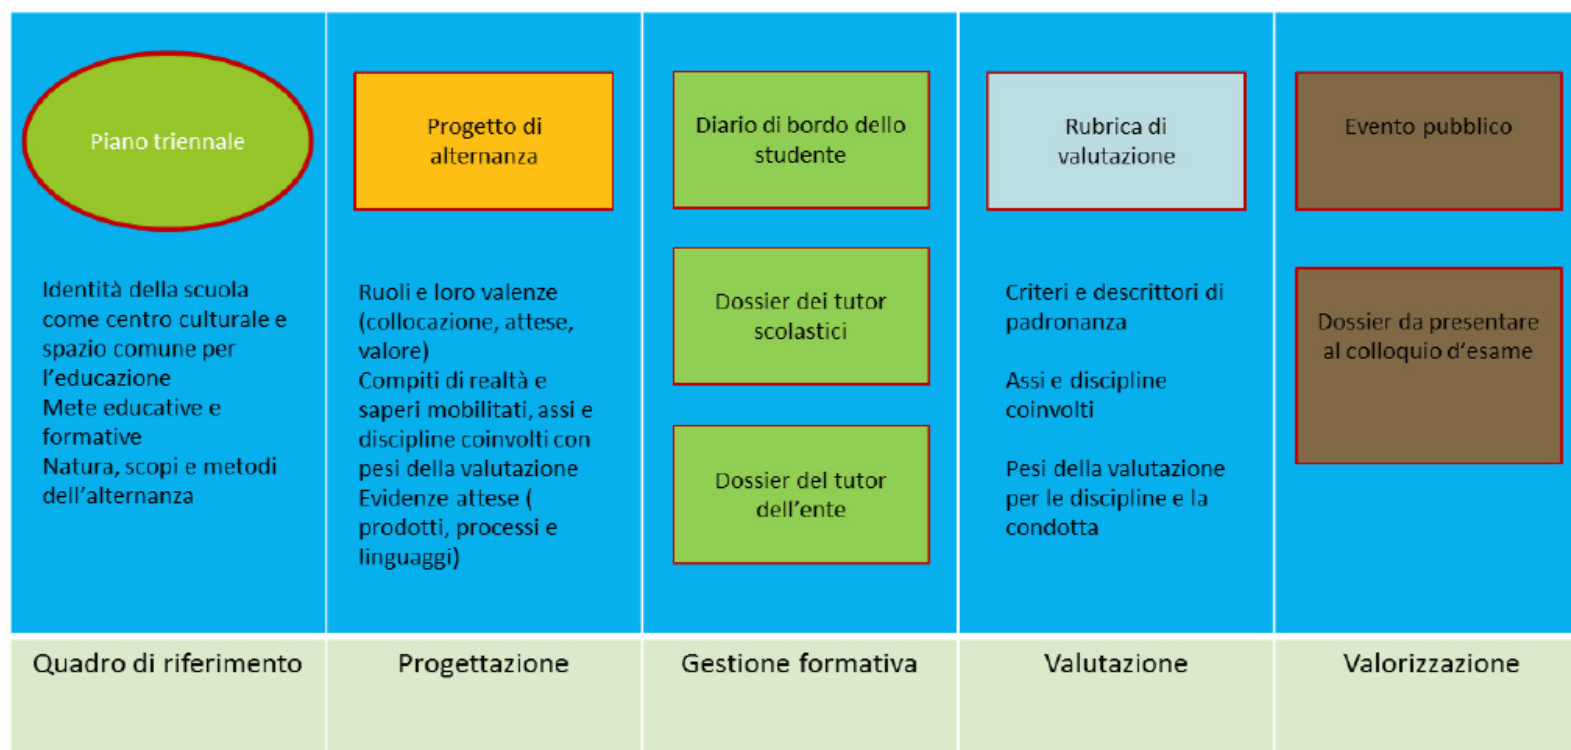 Piano triennale
Identità della scuola
come centro culturale e
spazio comune per
l'educazione
Mete educative e
formative
Natura, scopi e metodi
dell'alternanza
Progetto di
alternanza
Ruoli e loro valenze
(collocazione, attese,
valore)
Compiti di realtà e
saperi mobilitati, assi e
discipline coinvolti con
pesi della valutazione
Evidenze attese (
prodotti, processi e
linguaggi)
Diario di bordo dello
studente
Dossier dei tutor
scolastici
Dossier del tutor
dell'ente
Rubrica di
valutazione
Criteri e descrittori di
padronanza
Assi e discipline
coinvolti
Pesi della valutazione
per le discipline e la
condotta
Evento pubblico
Dossier da presentare
al colloquio d'esame
Quadro di riferimento
Progettazione
Gestione formativa
Valutazione
Valorizzazione